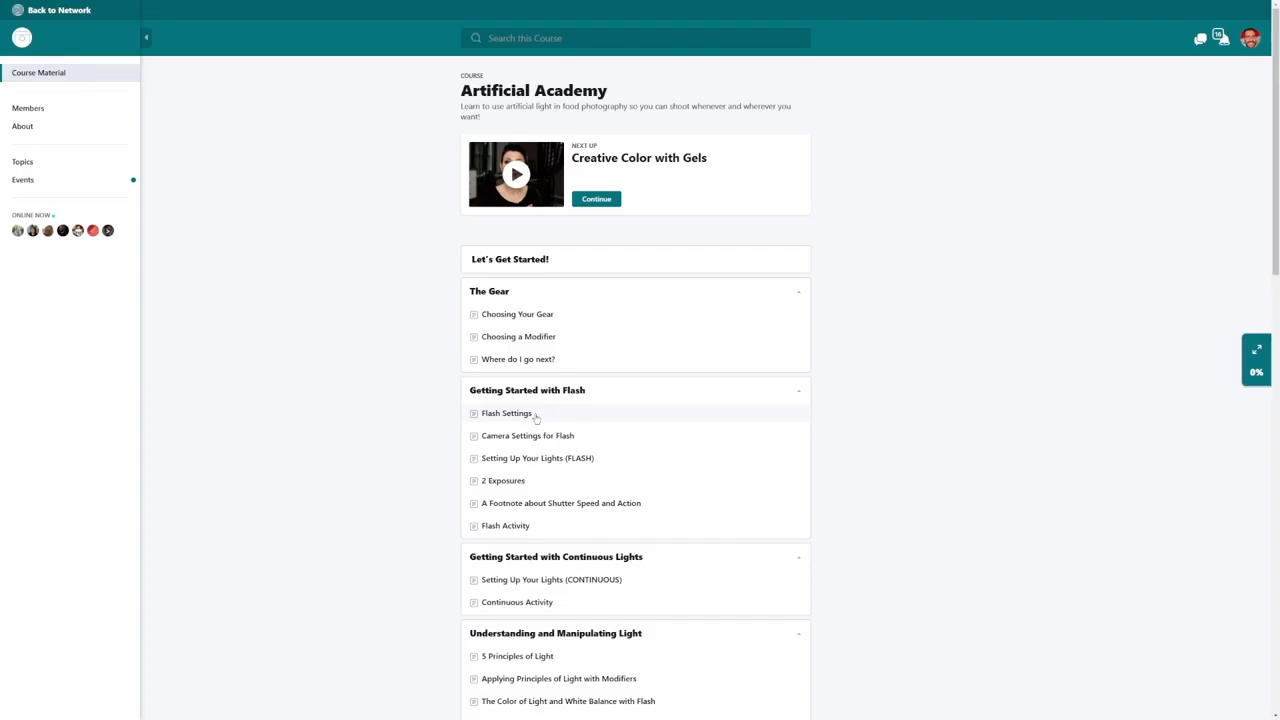 Back to Network
Search this Course
16
Course Material
Members
About
Topics
Events
ONLINE NOW
COURSE
Artificial Academy
Learn to use artificial light in food photography so you can shoot whenever and wherever you
want!
NEXT UP
Creative Color with Gels
Continue
Let's Get Started!
The Gear
Choosing Your Gear
Choosing a Modifier
Where do I go next?
Getting Started with Flash
Flash Settings
Camera Settings for Flash
Setting Up Your Lights (FLASH)
2 Exposures
A Footnote about Shutter Speed and Action
Flash Activity
Getting Started with Continuous Lights
Setting Up Your Lights (CONTINUOUS)
Continuous Activity
Understanding and Manipulating Light
5 Principles of Light
Applying Principles of Light with Modifiers
The Color of Light and White Balance with Flash
0%